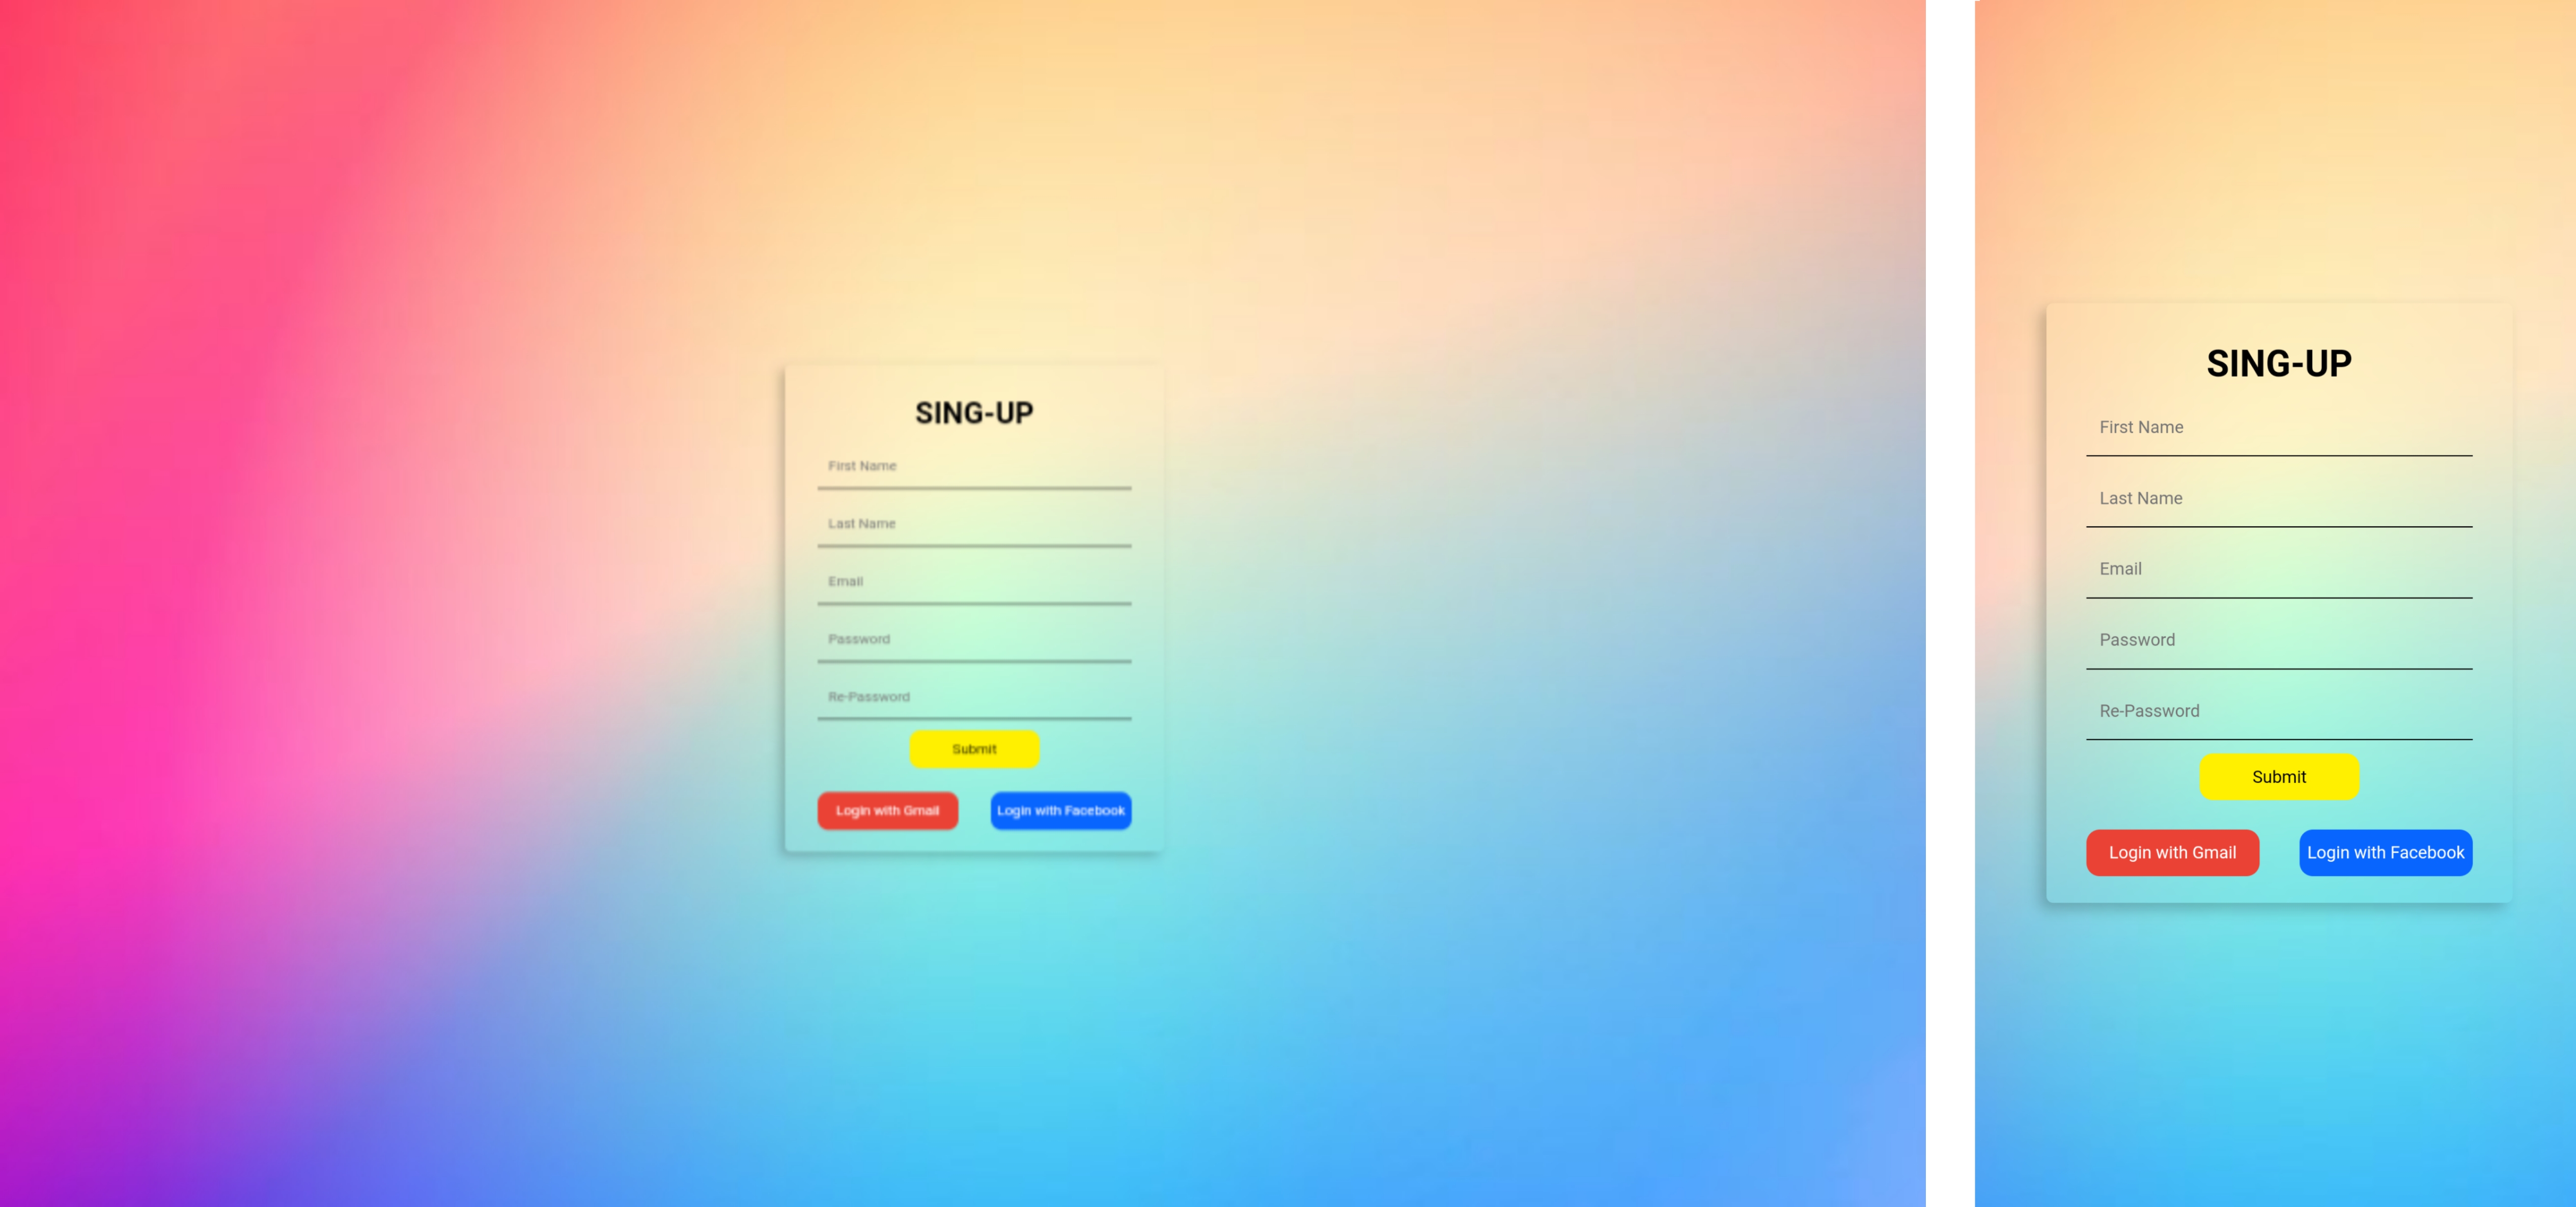 SING-UP
First Name
Last Name
Email
Password
Re-Password
Submit
Login with Gmail Login with Facebook
SING-UP
First Name
Last Name
Email
Password
Re-Password
Submit
Login with Gmail Login with Facebook